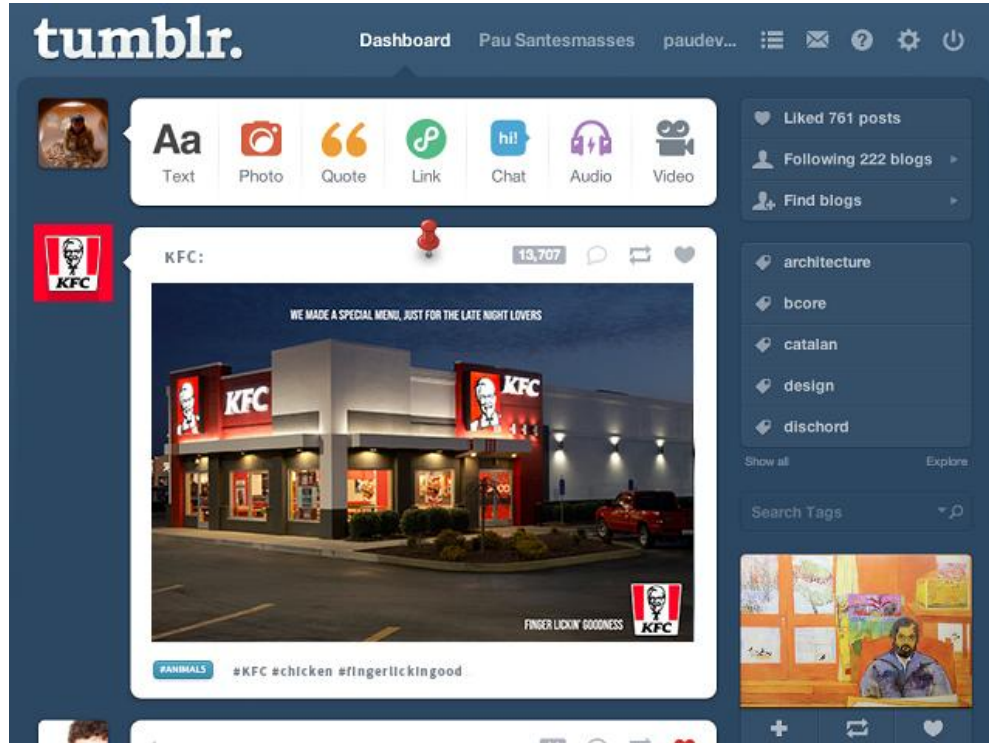 tumblr.
Dashboard
Pau Santesmasses
paudev...
Aa
Text
Photo
Quote
Link
hi!
Chat
Audio
Video
Liked 761 posts
Following 222 blogs
Find blogs
KFC
KFC:
13,707
WE MADE A SPECIAL MENU, JUST FOR THE LATE NIGHT LOVERS
KFC
KFC
FINGER LICKIN' GOODNESS
KFC
#ANIMALS
#KFC #chicken #fingerlickingood
architecture
bcore
catalan
design
dischord
Show all
Explore
Search Tags